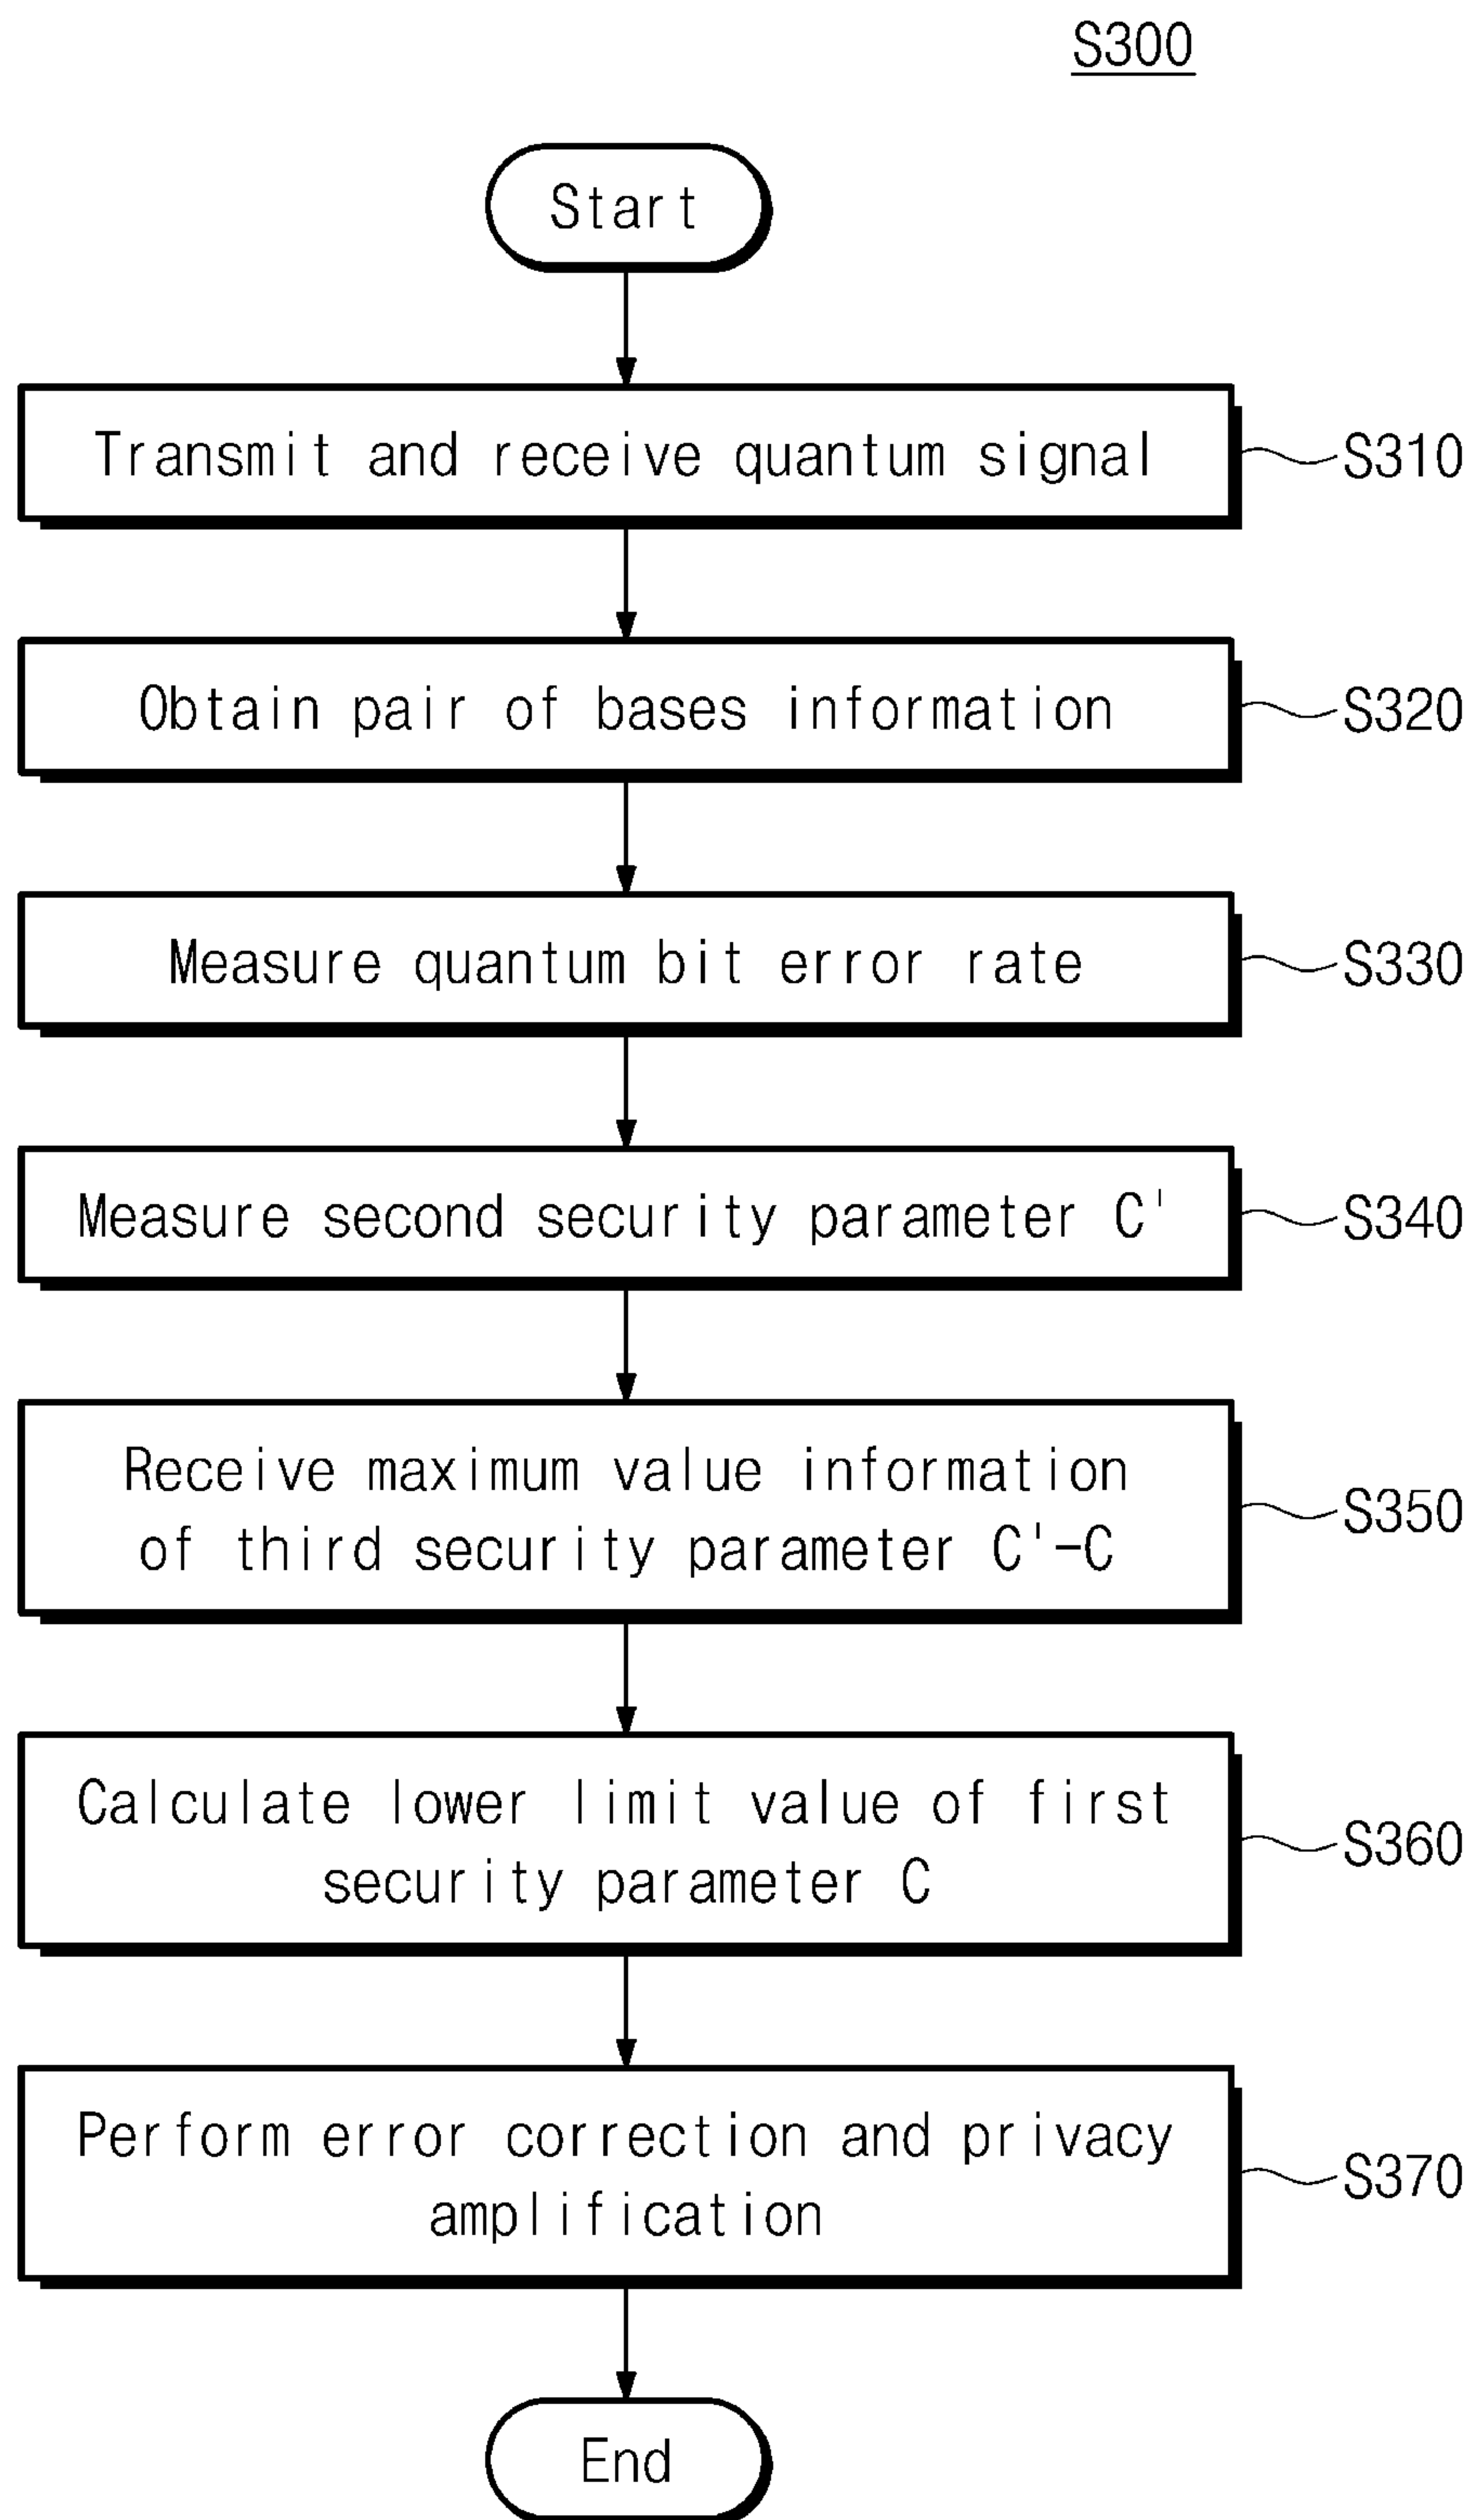 S300
Start
Transmit and receive quantum signal
S310
Obtain pair of bases information
S320
Measure quantum bit error rate
S330
Measure second security parameter C'
S340
Receive maximum value information
of third security parameter C'-C
S350
Calculate lower limit value of first
security parameter C
S360
Perform error correction and privacy
amplification
S370
End